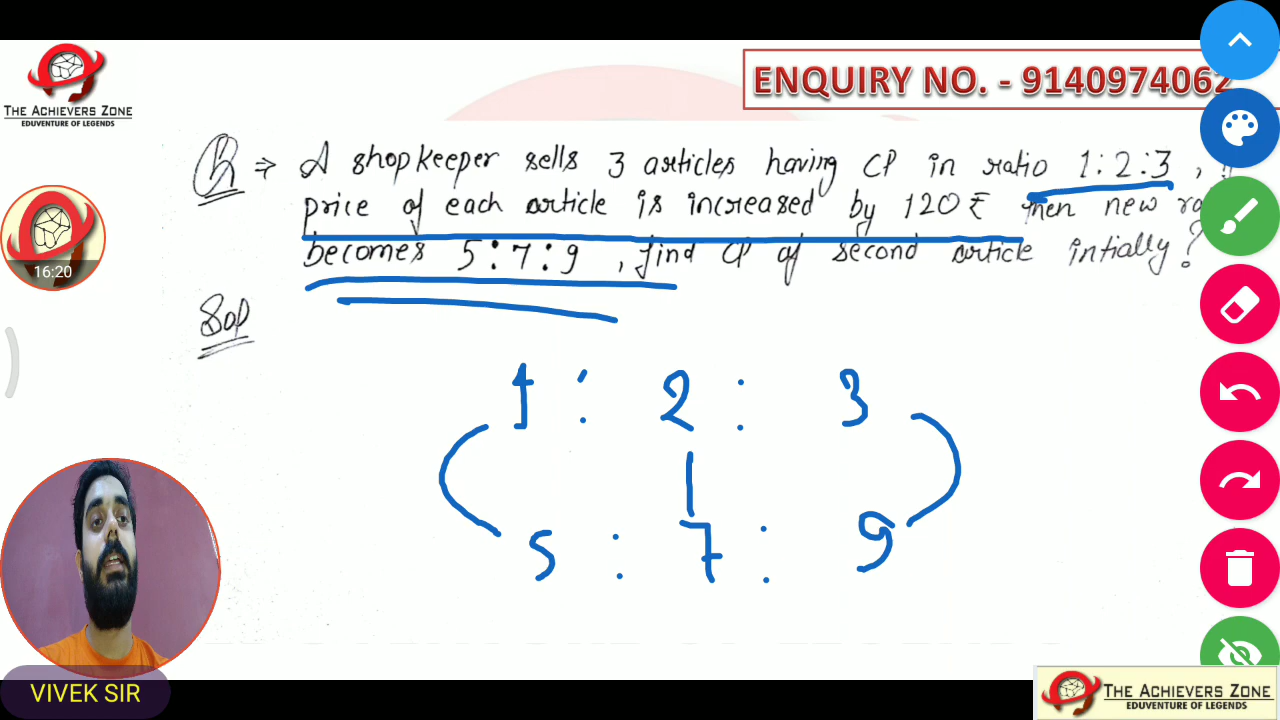 THE ACHIEVERS ZONE
EDUVENTURE OF LEGENDS
ENQUIRY NO. - 9140974062
Q ⇒ A shopkeeper sells 3 articles having CP in ratio 1:2:3,
price of each article is increased by 120₹ then new
becomes 5:7:9, find CP of second article intially?
Sol
16:20
1 : 2 : 3
5 : 7 : 9
VIVEK SIR
THE ACHIEVERS ZONE
EDUVENTURE OF LEGENDS